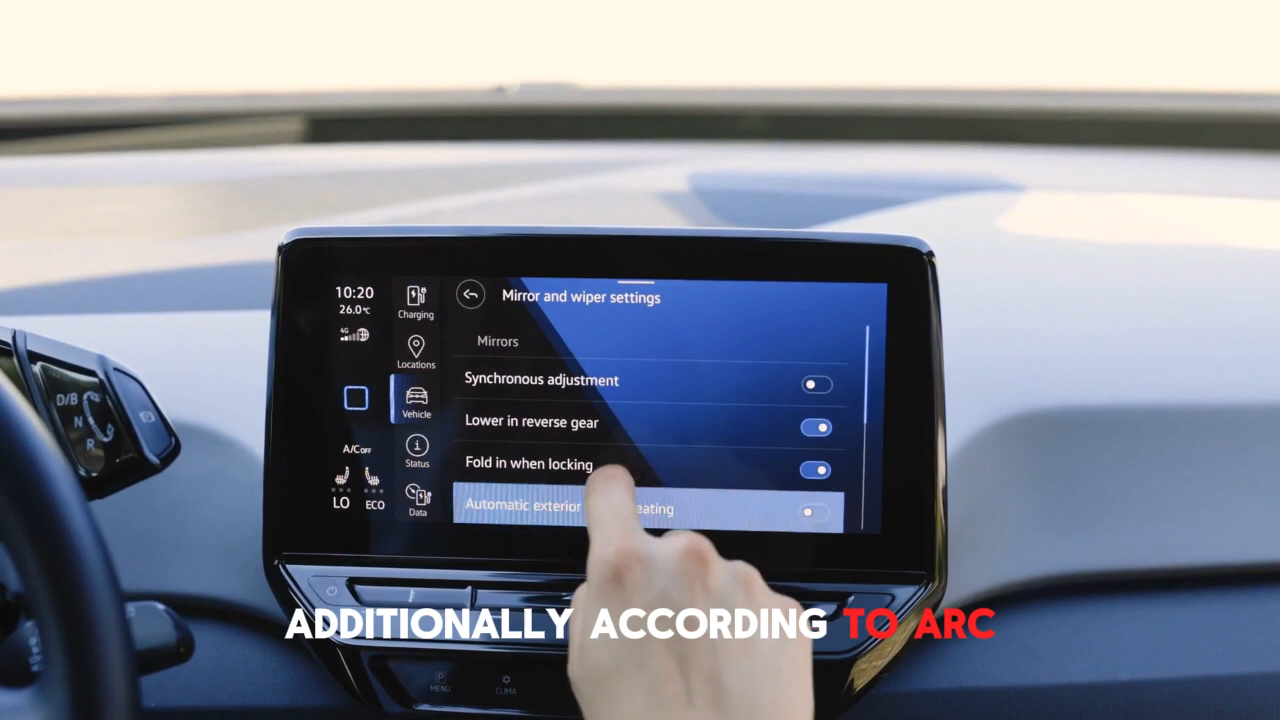 10:20
26.0℃
4G
A/C OFF
LO ECO
Charging
Locations
Vehicle
Status
Data
Mirror and wiper settings
Mirrors
Synchronous adjustment
Lower in reverse gear
Fold in when locking
Automatic exterior eating
D/B
N
R
ADDITIONALLY ACCORDING TO ARC
P
MENU
CLIMA